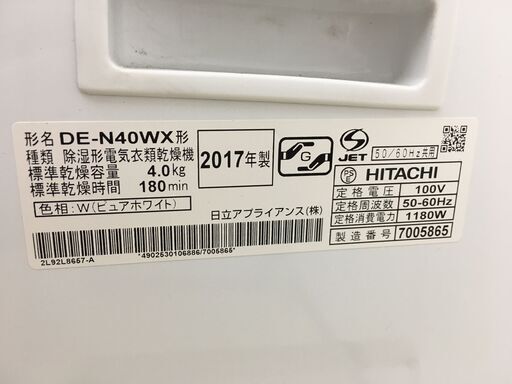 形名 DE-N40WX形
種類 除湿形電気衣類乾燥機
標準乾燥容量 4.0kg
標準乾燥時間 180min
色相:W(ピュアホワイト)
2017年製
G
S JET
50/60Hz共用
PS E HITACHI
定格電圧 100V
定格周波数 50-60Hz
定格消費電力 1180W
製造番号 7005865
日立アプライアンス(株)
2L92L8657-A
*4902530106886/7005865*